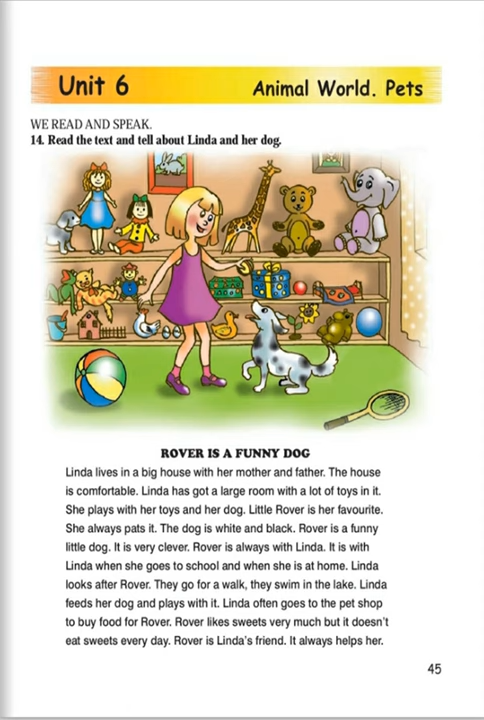 Unit 6
Animal World. Pets
WE READ AND SPEAK.
14. Read the text and tell about Linda and her dog.
ROVER IS A FUNNY DOG
Linda lives in a big house with her mother and father. The house
is comfortable. Linda has got a large room with a lot of toys in it.
She plays with her toys and her dog. Little Rover is her favourite.
She always pats it. The dog is white and black. Rover is a funny
little dog. It is very clever. Rover is always with Linda. It is with
Linda when she goes to school and when she is at home. Linda
looks after Rover. They go for a walk, they swim in the lake. Linda
feeds her dog and plays with it. Linda often goes to the pet shop
to buy food for Rover. Rover likes sweets very much but it doesn't
eat sweets every day. Rover is Linda's friend. It always helps her.
45